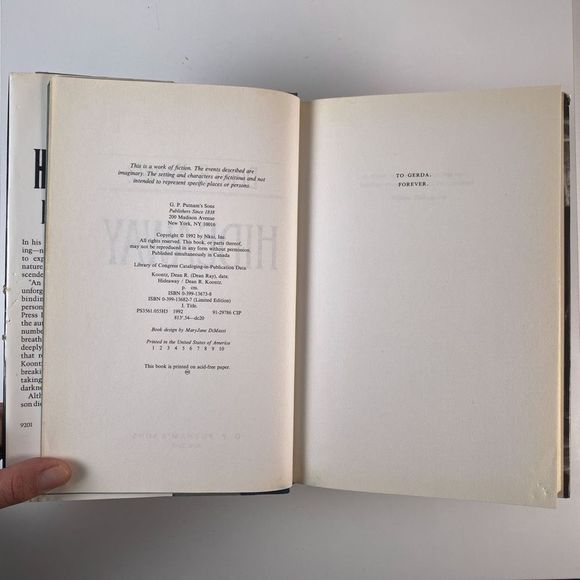 In his
ing—n
to exp
nature
scende
"An
unforg
binding
person
Press I
the aut
number
breath
deeply
that r
Koontz
breaki
taking
darkne
Alth
son die
9201
This is a work of fiction. The events described are
imaginary. The setting and characters are fictitious and not
intended to represent specific places or persons.
G. P. Putnam's Sons
Publishers Since 1838
200 Madison Avenue
New York, NY 10016
Copyright © 1992 by Nkui, Inc.
All rights reserved. This book, or parts thereof,
may not be reproduced in any form without permission.
Published simultaneously in Canada
Library of Congress Cataloging-in-Publication Data
Koontz, Dean R. (Dean Ray), date.
Hideaway / Dean R. Koontz.
p. cm.
ISBN 0-399-13673-8
ISBN 0-399-13682-7 (Limited Edition)
I. Title.
PS3561.O55H5 1992 91-29786 CIP
813'.54—dc20
Book design by MaryJane DiMassi
Printed in the United States of America
1 2 3 4 5 6 7 8 9 10
This book is printed on acid-free paper.
TO GERDA.
FOREVER.